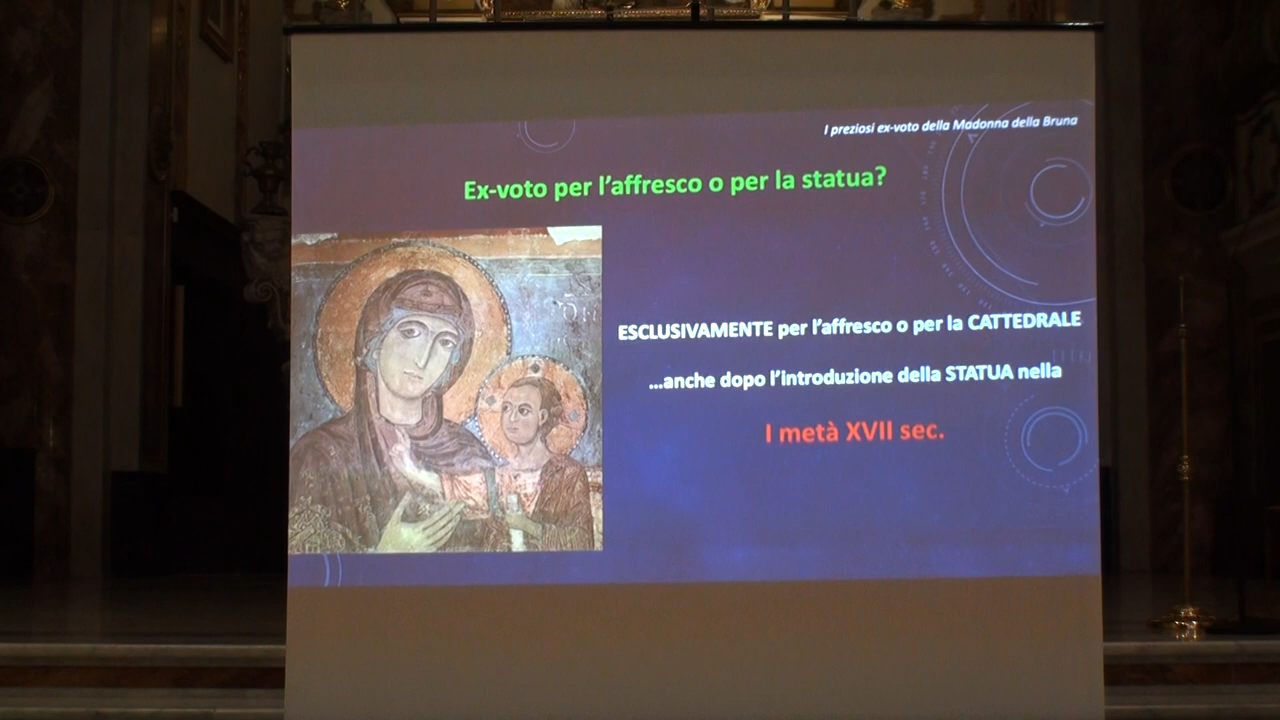 I preziosi ex-voto della Madonna della Bruna
Ex-voto per l'affresco o per la statua?
ESCLUSIVAMENTE per l'affresco o per la CATTEDRALE
...anche dopo l'introduzione della STATUA nella
I metà XVII sec.